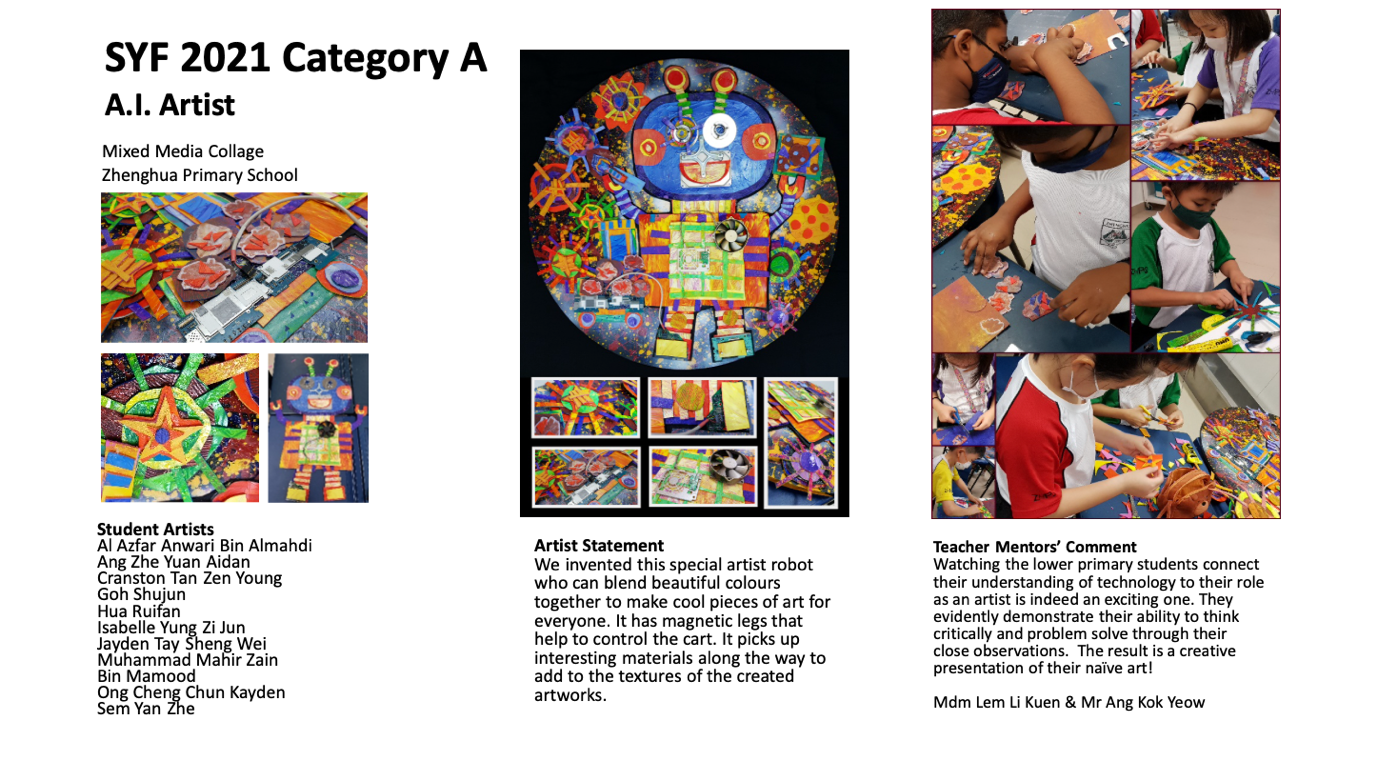 SYF 2021 Category A
A.I. Artist
Mixed Media Collage
Zhenghua Primary School
Student Artists
Al Azfar Anwari Bin Almahdi
Ang Zhe Yuan Aidan
Cranston Tan Zen Young
Goh Shujun
Hua Ruifan
Isabelle Yung Zi Jun
Jayden Tay Sheng Wei
Muhammad Mahir Zain
Bin Mamood
Ong Cheng Chun Kayden
Sem Yan Zhe
Artist Statement
We invented this special artist robot
who can blend beautiful colours
together to make cool pieces of art for
everyone. It has magnetic legs that
help to control the cart. It picks up
interesting materials along the way to
add to the textures of the created
artworks.
Teacher Mentors’ Comment
Watching the lower primary students connect
their understanding of technology to their role
as an artist is indeed an exciting one. They
evidently demonstrate their ability to think
critically and problem solve through their
close observations.  The result is a creative
presentation of their naïve art!
Mdm Lem Li Kuen & Mr Ang Kok Yeow